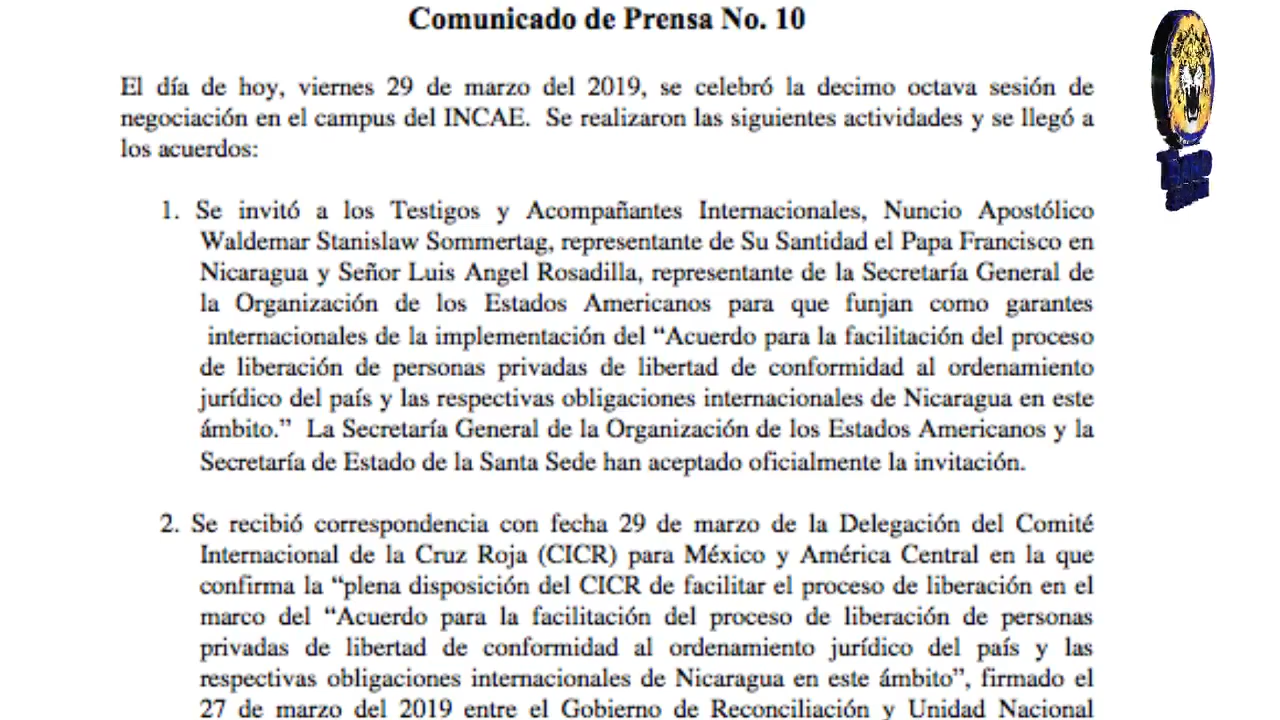 Comunicado de Prensa No. 10
El día de hoy, viernes 29 de marzo del 2019, se celebró la decimo octava sesión de
negociación en el campus del INCAE. Se realizaron las siguientes actividades y se llegó a
los acuerdos:
1. Se invitó a los Testigos y Acompañantes Internacionales, Nuncio Apostólico
Waldemar Stanislaw Sommertag, representante de Su Santidad el Papa Francisco en
Nicaragua y Señor Luis Angel Rosadilla, representante de la Secretaría General de
la Organización de los Estados Americanos para que funjan como garantes
internacionales de la implementación del “Acuerdo para la facilitación del proceso
de liberación de personas privadas de libertad de conformidad al ordenamiento
jurídico del país y las respectivas obligaciones internacionales de Nicaragua en este
ámbito.” La Secretaría General de la Organización de los Estados Americanos y la
Secretaría de Estado de la Santa Sede han aceptado oficialmente la invitación.
2. Se recibió correspondencia con fecha 29 de marzo de la Delegación del Comité
Internacional de la Cruz Roja (CICR) para México y América Central en la que
confirma la “plena disposición del CICR de facilitar el proceso de liberación en el
marco del “Acuerdo para la facilitación del proceso de liberación de personas
privadas de libertad de conformidad al ordenamiento jurídico del país y las
respectivas obligaciones internacionales de Nicaragua en este ámbito”, firmado el
27 de marzo del 2019 entre el Gobierno de Reconciliación y Unidad Nacional